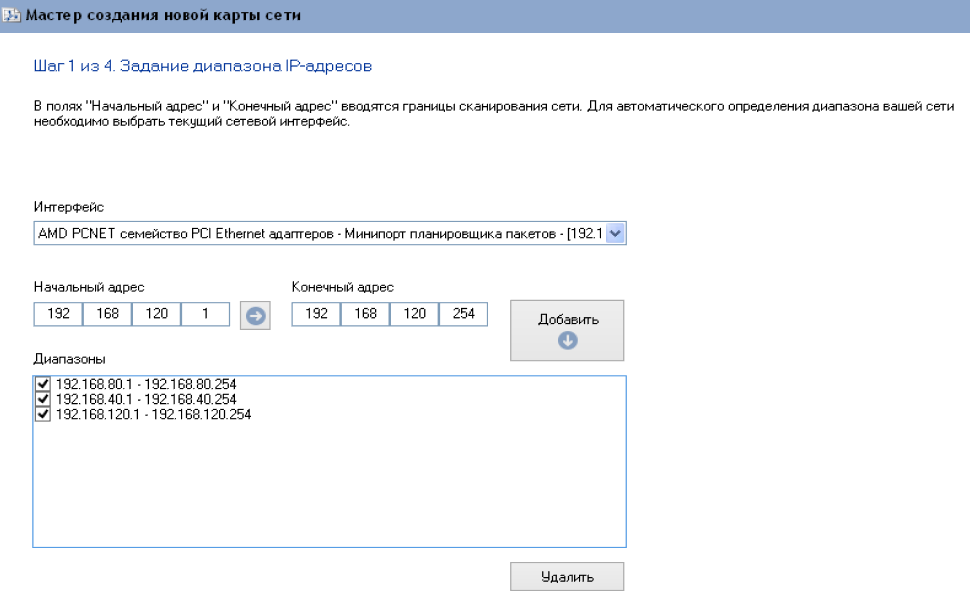 Мастер создания новой карты сети
Шаг 1 из 4. Задание диапазона IP-адресов
В полях "Начальный адрес" и "Конечный адрес" вводятся границы сканирования сети. Для автоматического определения диапазона вашей сети
необходимо выбрать текущий сетевой интерфейс.
Интерфейс
AMD PCNET семейство PCI Ethernet адаптеров - Минипорт планировщика пакетов - [192.1
Начальный адрес Конечный адрес
192 168 120 1 192 168 120 254
Добавить
Диапазоны
192.168.80.1 - 192.168.80.254
192.168.40.1 - 192.168.40.254
192.168.120.1 - 192.168.120.254
Удалить